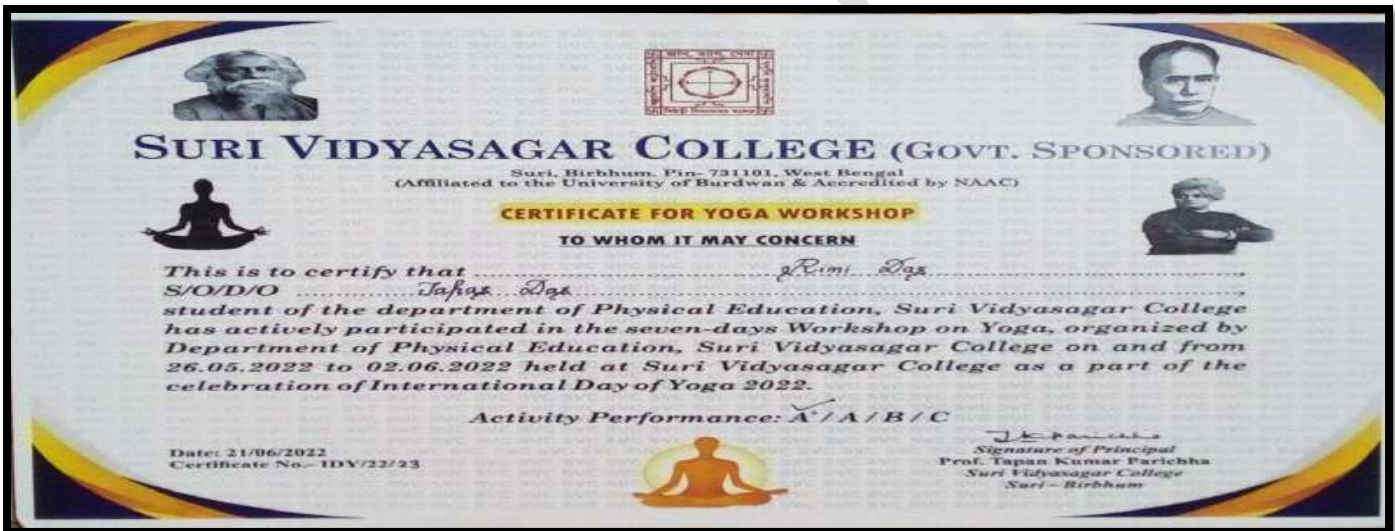 SURI VIDYASAGAR COLLEGE (GOVT. SPONSORED)
Suri, Birbhum, Pin- 731101, West Bengal
(Affiliated to the University of Burdwan & Accredited by NAAC)
CERTIFICATE FOR YOGA WORKSHOP
TO WHOM IT MAY CONCERN
This is to certify that ........ Rimi Das ........,
S/O/D/O ........ Tapas Das ........,
student of the department of Physical Education, Suri Vidyasagar College
has actively participated in the seven-days Workshop on Yoga, organized by
Department of Physical Education, Suri Vidyasagar College on and from
26.05.2022 to 02.06.2022 held at Suri Vidyasagar College as a part of the
celebration of International Day of Yoga 2022.
Activity Performance: A+ / A / B / C
Date: 21/06/2022
Certificate No.- IDY/22/23
Signature of Principal
Prof. Tapan Kumar Parichha
Suri Vidyasagar College
Suri - Birbhum